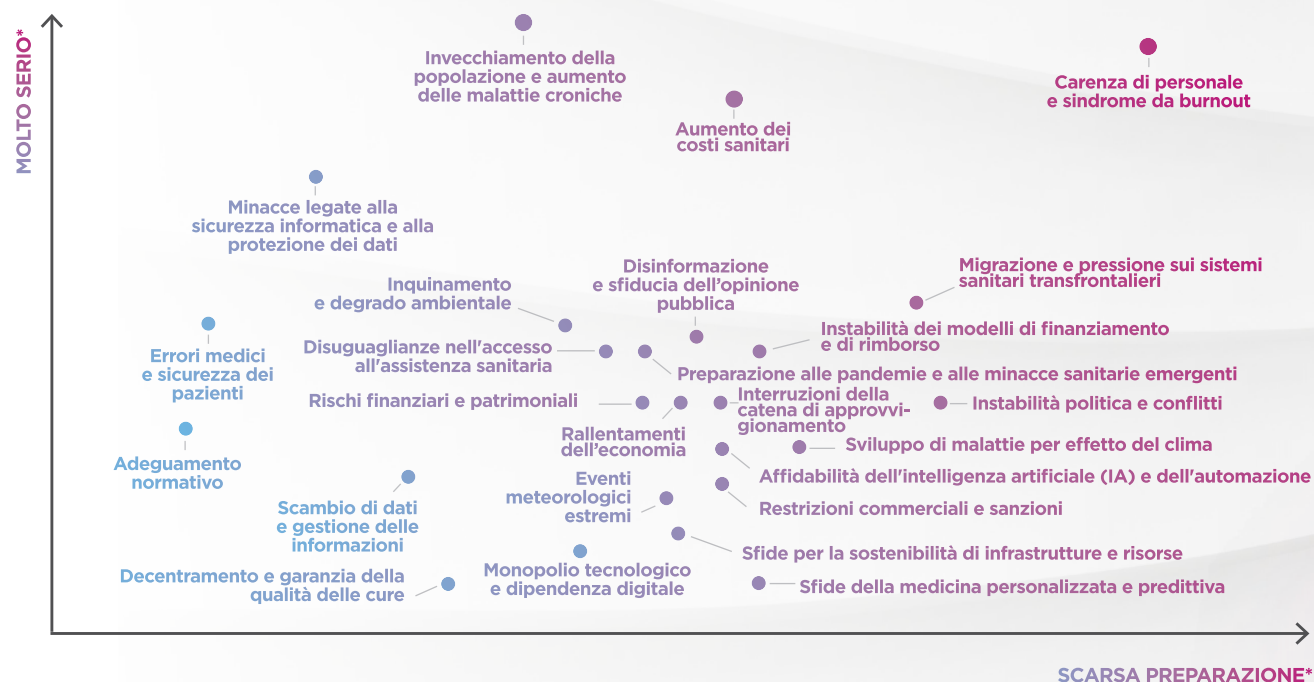 MOLTO SERIO*
Invecchiamento della
popolazione e aumento
delle malattie croniche
Carenza di personale
e sindrome da burnout
Aumento dei
costi sanitari
Minacce legate alla
sicurezza informatica e alla
protezione dei dati
Disinformazione
e sfiducia dell'opinione
pubblica
Migrazione e pressione sui sistemi
sanitari transfrontalieri
Inquinamento
e degrado ambientale
Instabilità dei modelli di finanziamento
e di rimborso
Errori medici
e sicurezza dei
pazienti
Disuguaglianze nell'accesso
all'assistenza sanitaria
Preparazione alle pandemie e alle minacce sanitarie emergenti
Rischi finanziari e patrimoniali
Interruzioni della
catena di approvvi-
gionamento
Instabilità politica e conflitti
Rallentamenti
dell'economia
Sviluppo di malattie per effetto del clima
Adeguamento
normativo
Affidabilità dell'intelligenza artificiale (IA) e dell'automazione
Eventi
meteorologici
estremi
Scambio di dati
e gestione delle
informazioni
Restrizioni commerciali e sanzioni
Sfide per la sostenibilità di infrastrutture e risorse
Decentramento e garanzia della
qualità delle cure
Monopolio tecnologico
e dipendenza digitale
Sfide della medicina personalizzata e predittiva
SCARSA PREPARAZIONE*